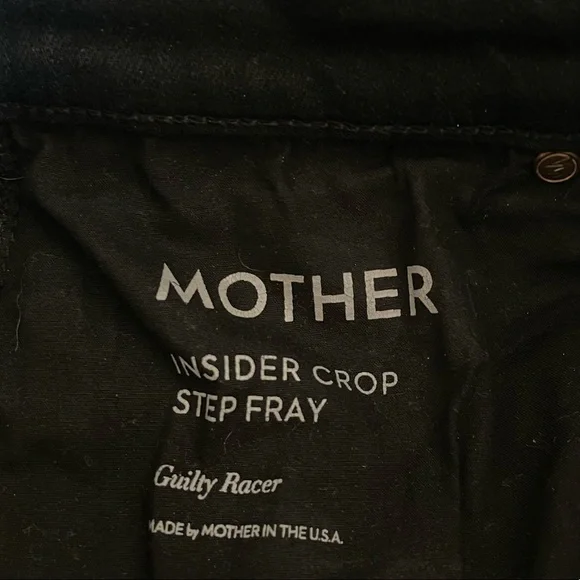 MOTHER
INSIDER CROP
STEP FRAY
Guilty Racer
MADE by MOTHER IN THE U.S.A.